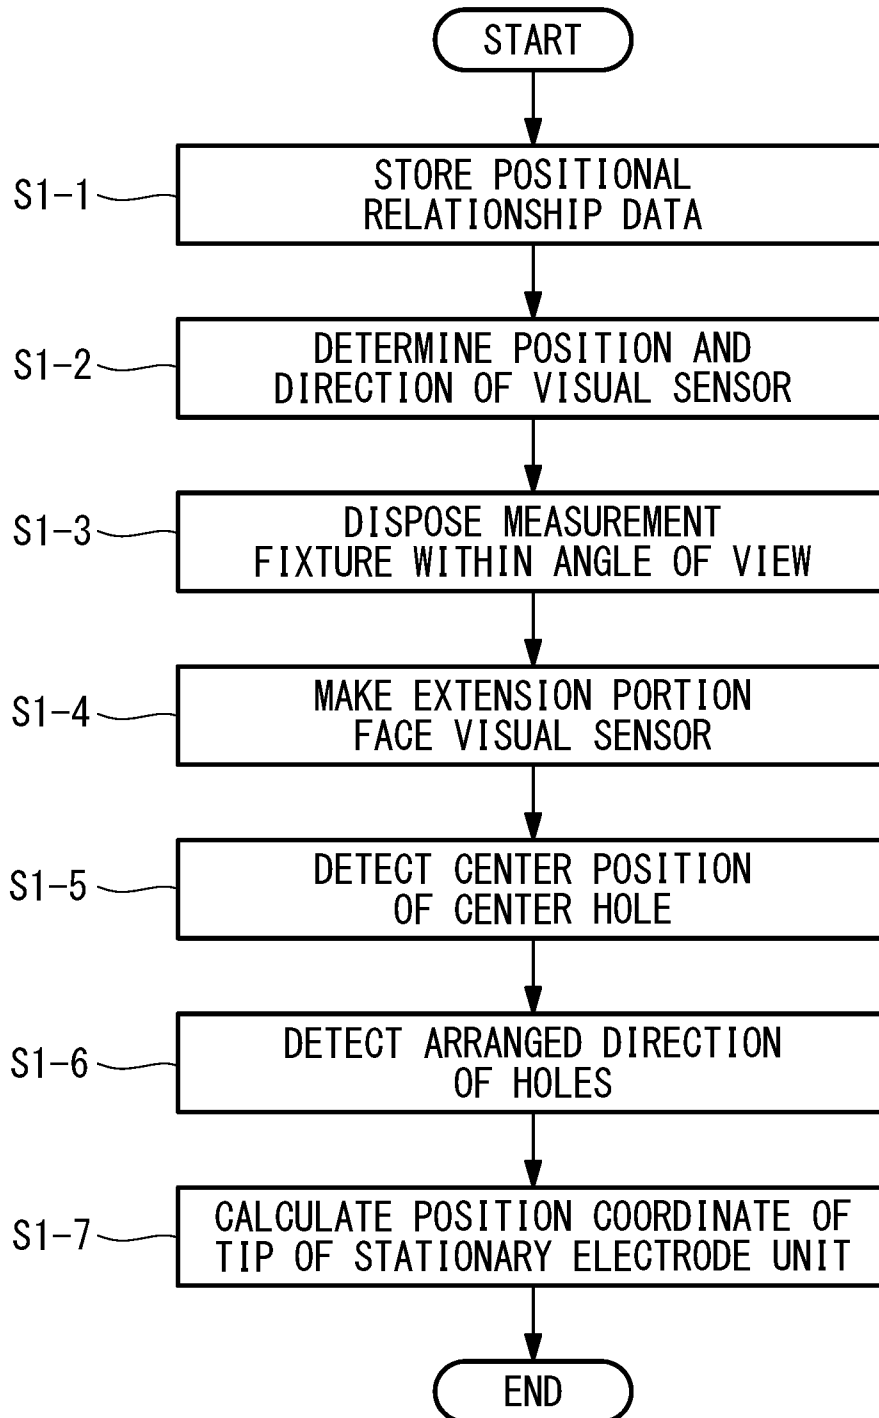 START
S1-1
STORE POSITIONAL
RELATIONSHIP DATA
S1-2
DETERMINE POSITION AND
DIRECTION OF VISUAL SENSOR
S1-3
DISPOSE MEASUREMENT
FIXTURE WITHIN ANGLE OF VIEW
S1-4
MAKE EXTENSION PORTION
FACE VISUAL SENSOR
S1-5
DETECT CENTER POSITION
OF CENTER HOLE
S1-6
DETECT ARRANGED DIRECTION
OF HOLES
S1-7
CALCULATE POSITION COORDINATE OF
TIP OF STATIONARY ELECTRODE UNIT
END